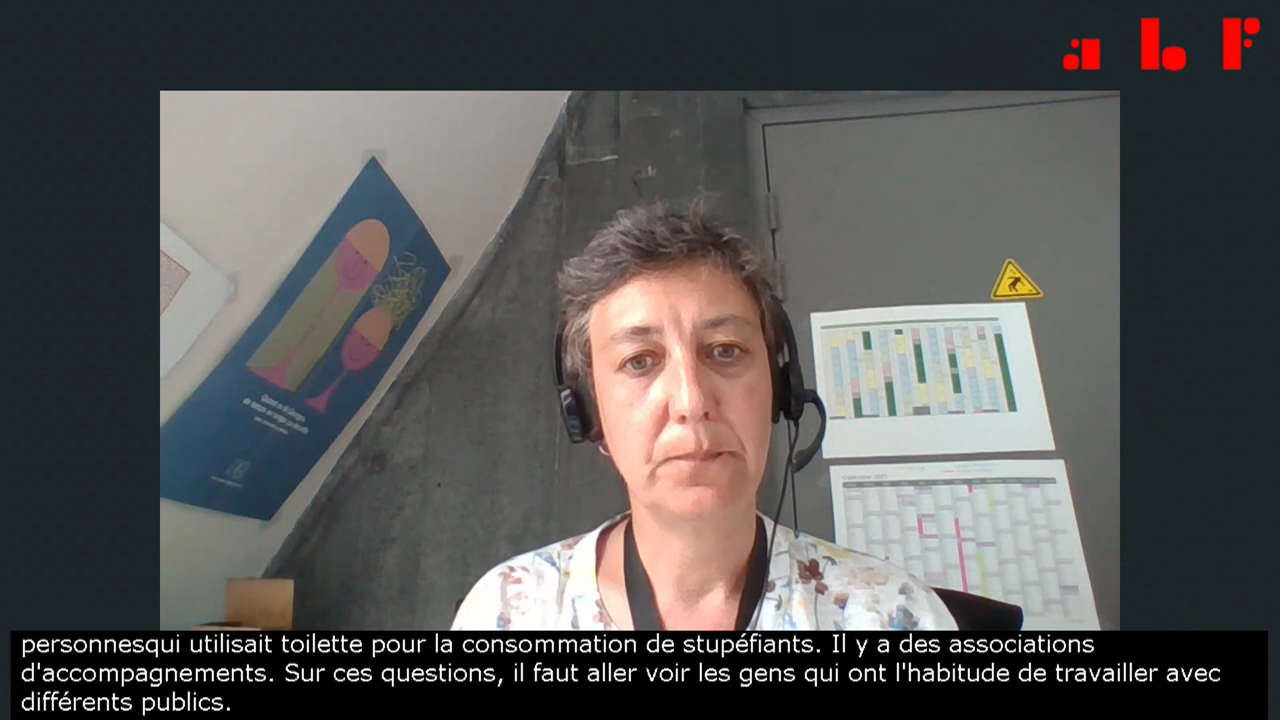 abf
personnesqui utilisait toilette pour la consommation de stupéfiants. Il y a des associations
d'accompagnements. Sur ces questions, il faut aller voir les gens qui ont l'habitude de travailler avec
différents publics.